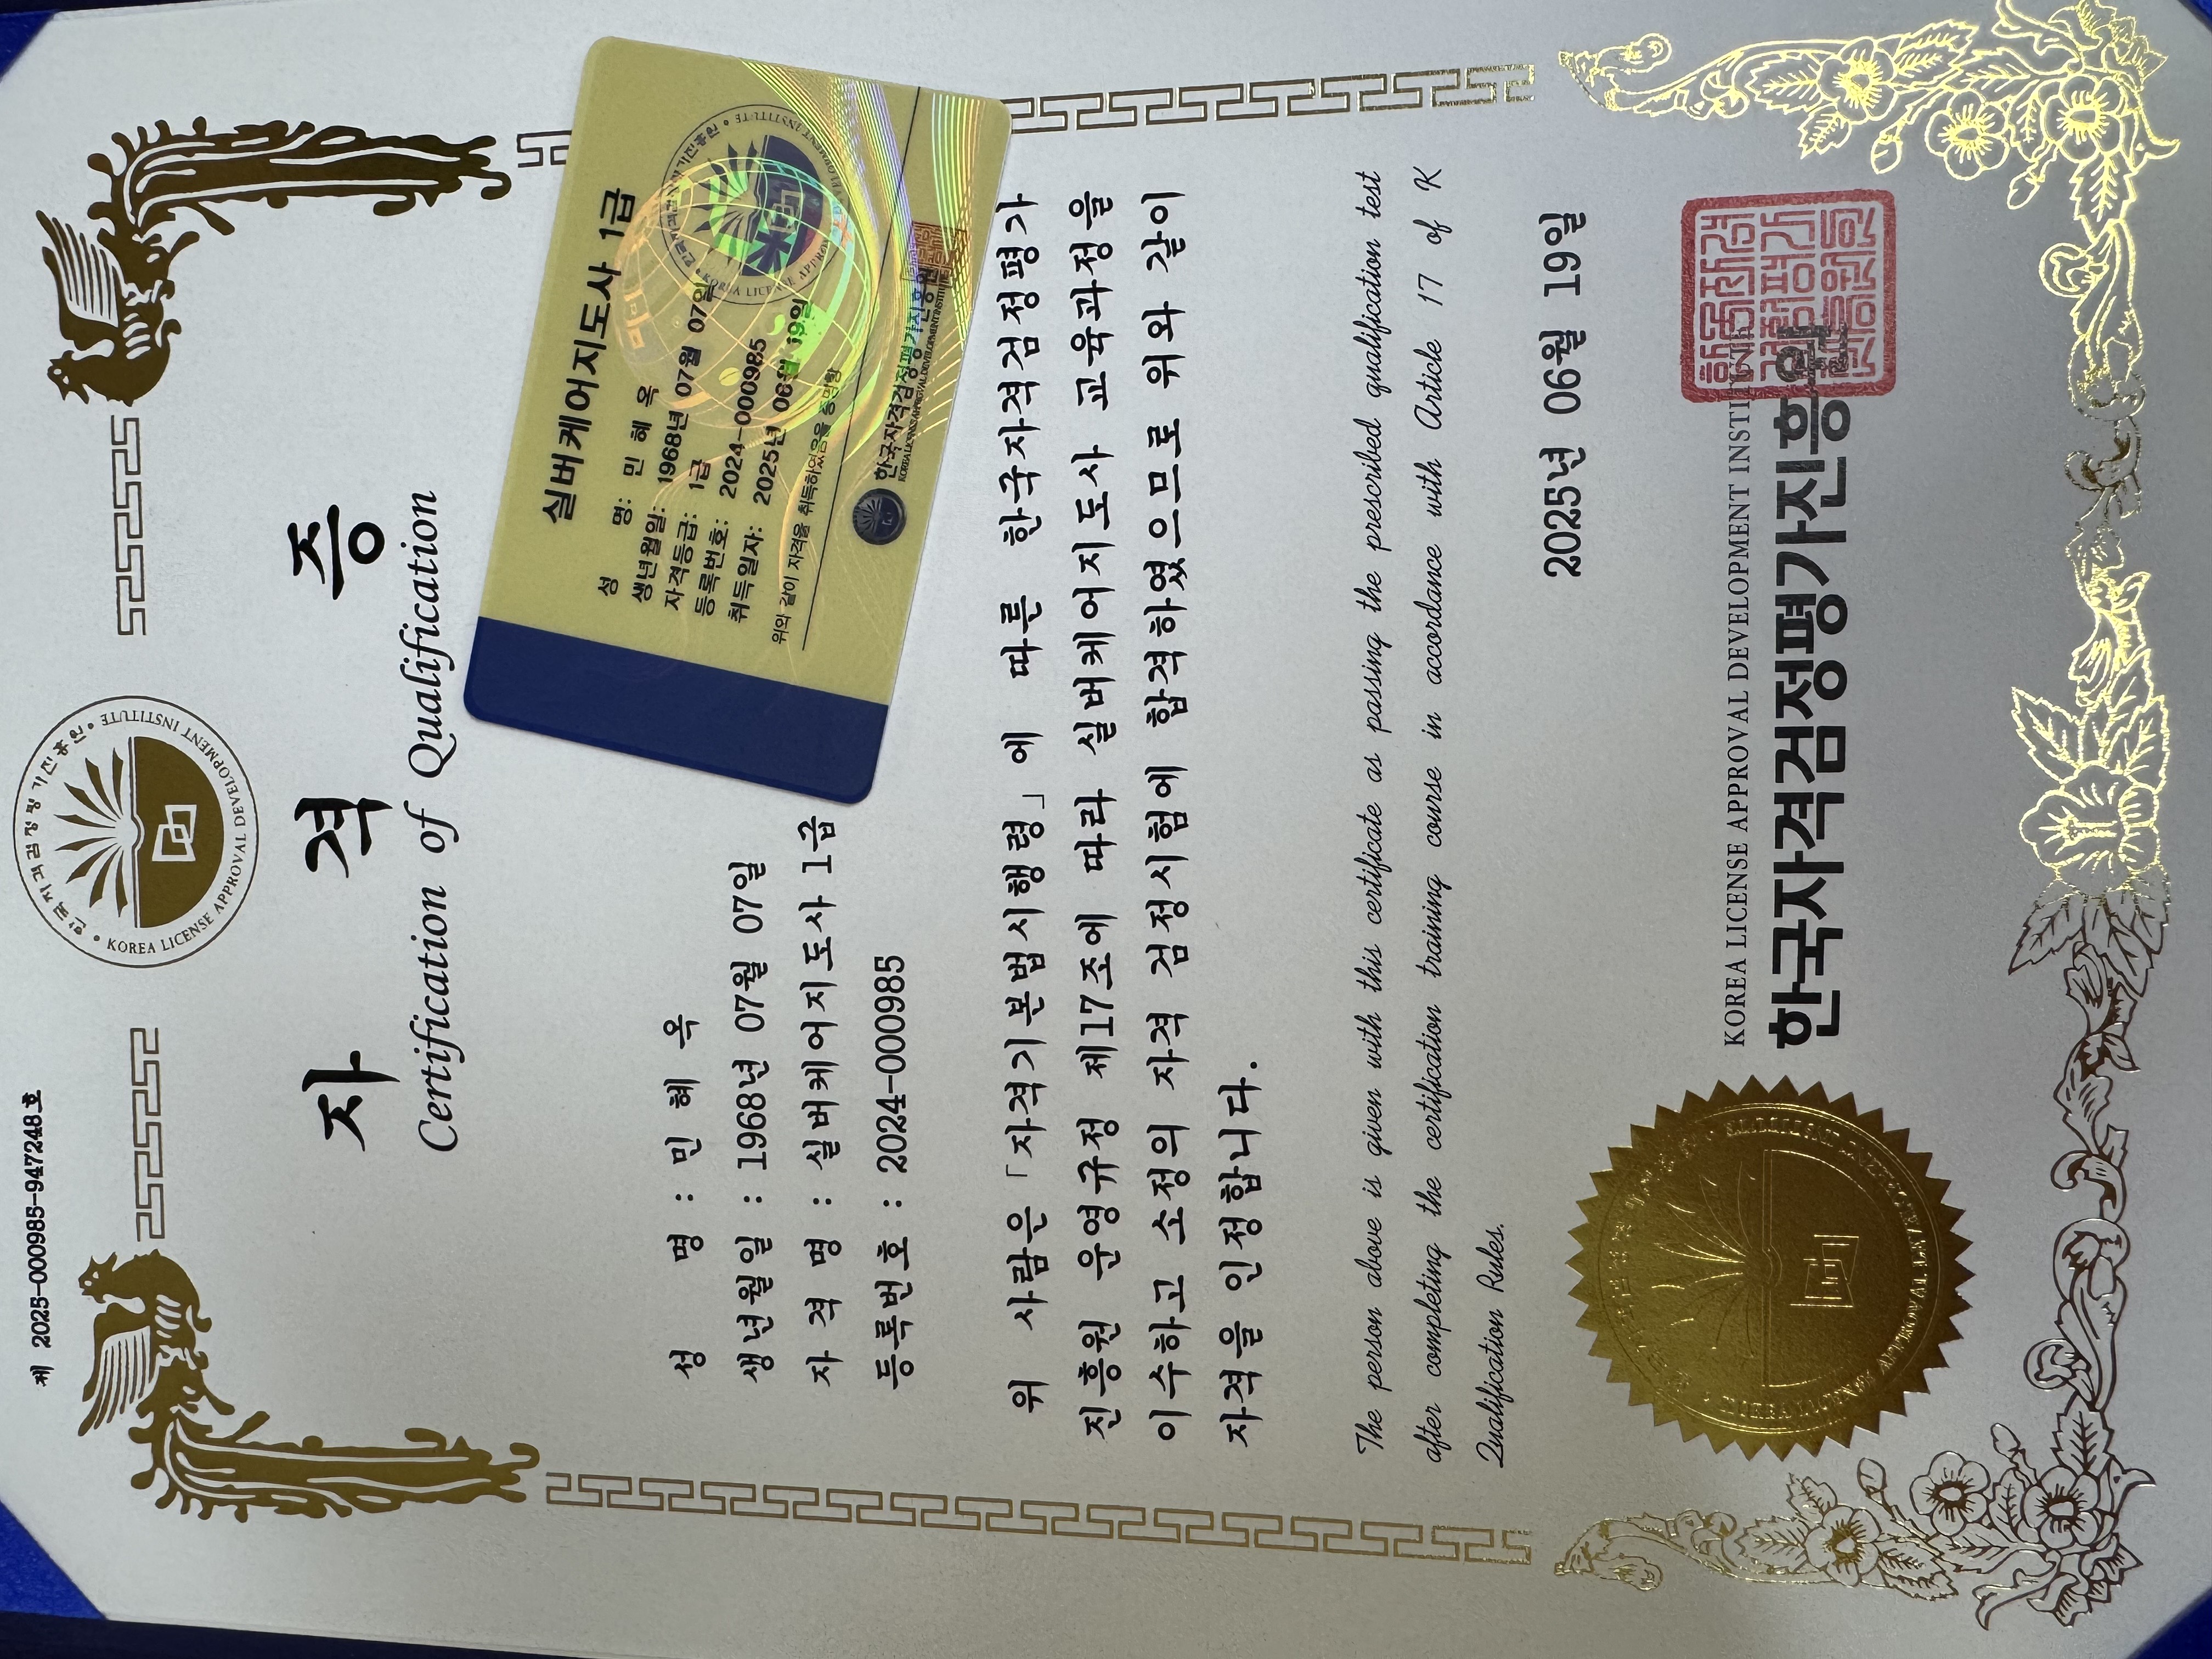 제 2025-000985-947248호
한국자격검정평가진흥원
KOREA LICENSE APPROVAL DEVELOPMENT INSTITUTE
자 격 증
Certification of Qualification
성 명 : 민 혜 옥
생년월일 : 1968년 07월 07일
자 격 명 : 실버케어지도사 1급
등록번호 : 2024-000985
실버케어지도사 1급
성 명: 민 혜 옥
생년월일: 1968년 07월 07일
자격등급: 1급
등록번호: 2024-000985
취득일자: 2025년 06월 19일
위와 같이 자격을 취득하였음을 증명함
한국자격검정평가진흥원
KOREA LICENSE APPROVAL DEVELOPMENT INSTITUTE
위 사람은 「자격기본법시행령」에 따른 한국자격검정평가
진흥원 운영규정 제17조에 따라 실버케어지도사 교육과정을
이수하고 소정의 자격 검정시험에 합격하였으므로 위와 같이
자격을 인정합니다.
The person above is given with this certificate as passing the prescribed qualification test
after completing the certification training course in accordance with Article 17 of K
Qualification Rules.
2025년 06월 19일
KOREA LICENSE APPROVAL DEVELOPMENT INSTITUTE
한국자격검정평가진흥원